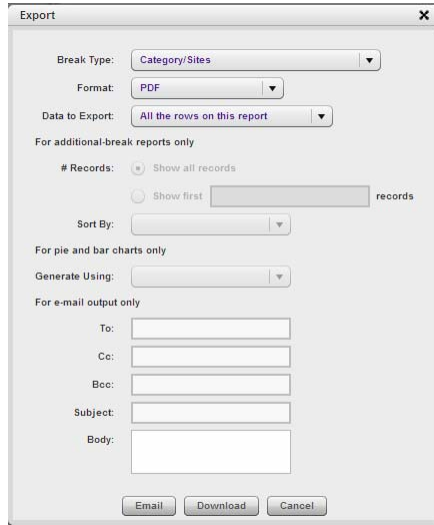 Export
Break Type: Category/Sites
Format: PDF
Data to Export: All the rows on this report
For additional-break reports only
# Records: Show all records
Show first records
Sort By:
For pie and bar charts only
Generate Using:
For e-mail output only
To:
Cc:
Bcc:
Subject:
Body:
Email Download Cancel